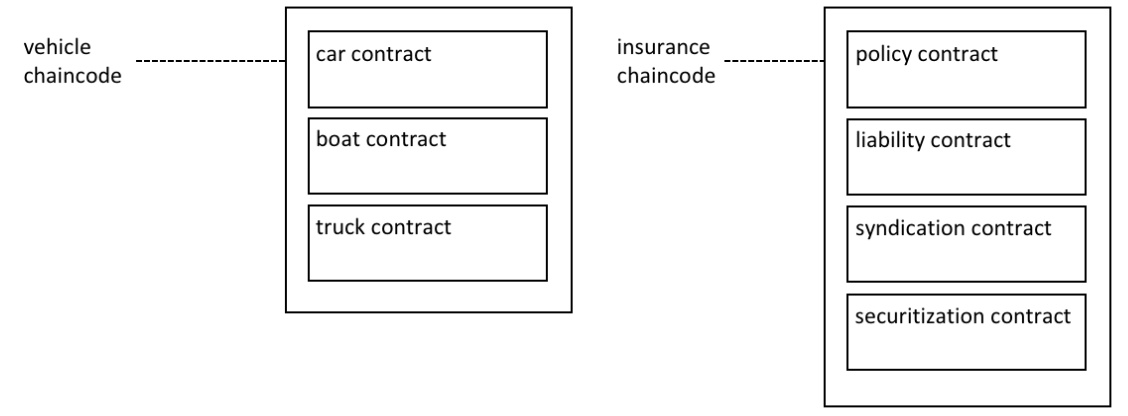 vehicle
chaincode
car contract
boat contract
truck contract
insurance
chaincode
policy contract
liability contract
syndication contract
securitization contract